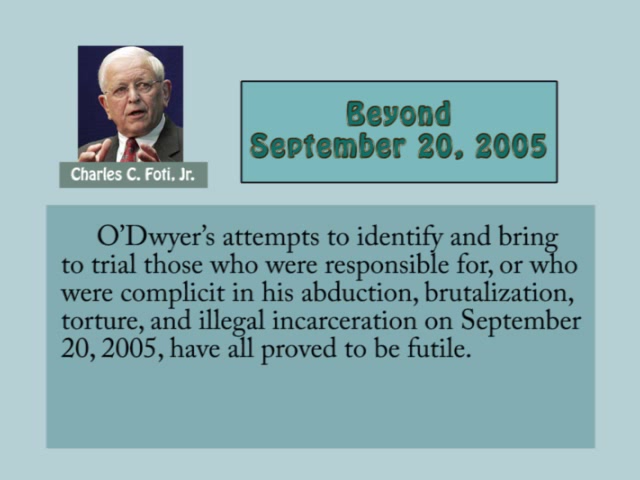 Beyond
September 20, 2005
Charles C. Foti, Jr.
O'Dwyer's attempts to identify and bring
to trial those who were responsible for, or who
were complicit in his abduction, brutalization,
torture, and illegal incarceration on September
20, 2005, have all proved to be futile.